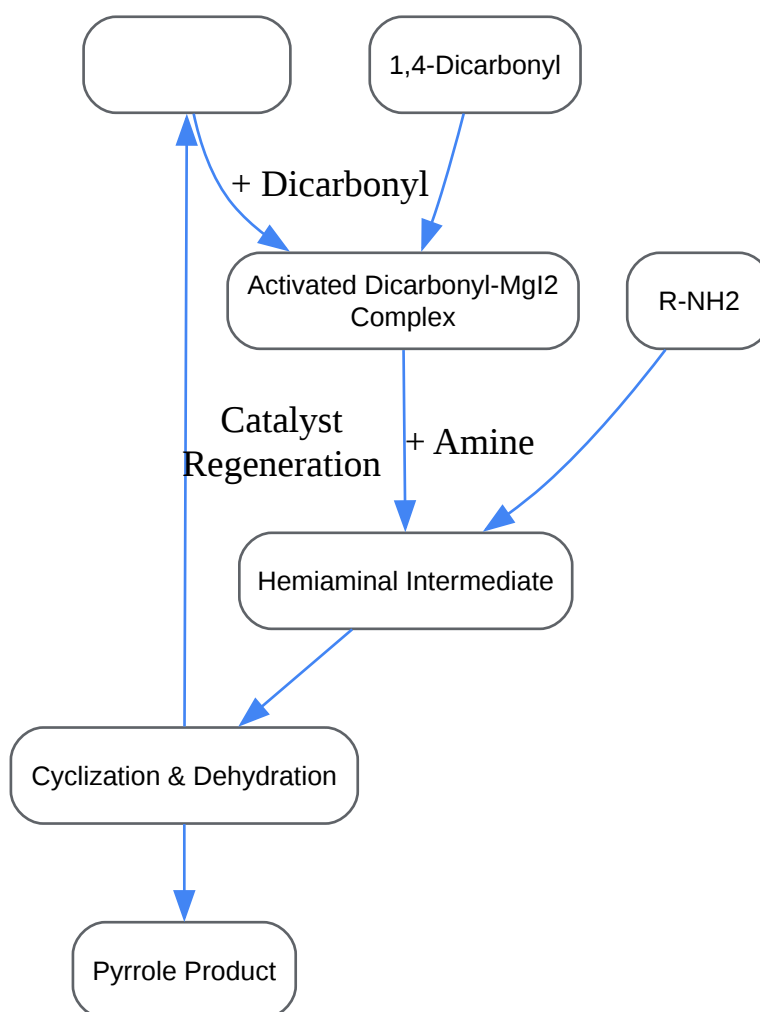 1,4-Dicarbonyl
+ Dicarbonyl
Activated Dicarbonyl-MgI2
Complex
R-NH2
Catalyst
Regeneration
+ Amine
Hemiaminal Intermediate
Cyclization & Dehydration
Pyrrole Product